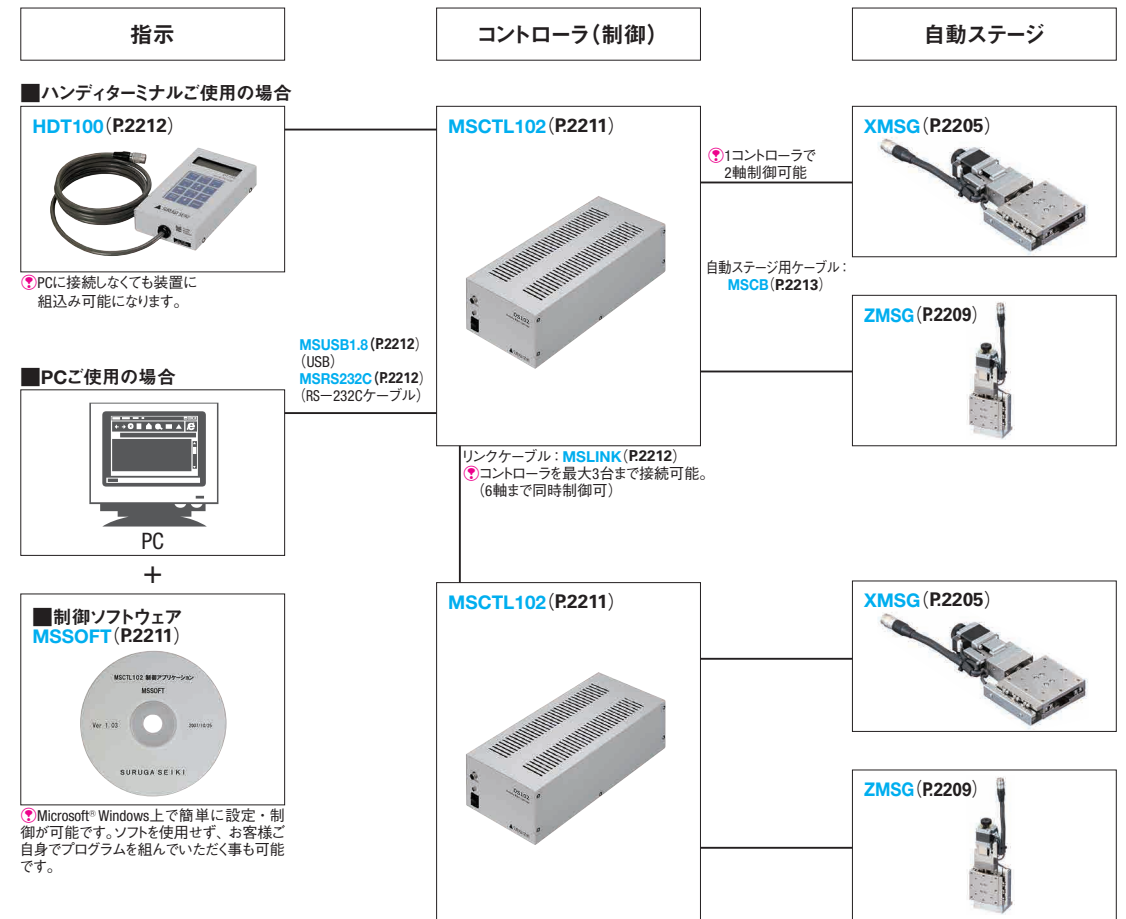 指示
コントローラ（制御）
自動ステージ
■ハンディターミナルご使用の場合
HDT100（P.2212）
SURUGA SEIKI
PCに接続しなくても装置に
組込み可能になります。
MSCTL102（P.2211）
DS102
1コントローラで
2軸制御可能
自動ステージ用ケーブル：
MSCB（P.2213）
XMSG（P.2205）
ZMSG（P.2209）
■PCご使用の場合
PC
MSUSB1.8（P.2212）
（USB）
MSRS232C（P.2212）
（RS－232Cケーブル）
リンクケーブル：MSLINK（P.2212）
コントローラを最大3台まで接続可能。
（6軸まで同時制御可）
＋
■制御ソフトウェア
MSSOFT（P.2211）
MSCTL102 制御アプリケーション
MSSOFT
Ver 1.03
2007/10/25
SURUGA SEIKI
Microsoft® Windows上で簡単に設定・制
御が可能です。ソフトを使用せず、お客様ご
自身でプログラムを組んでいただく事も可能
です。
MSCTL102（P.2211）
DS102
XMSG（P.2205）
ZMSG（P.2209）